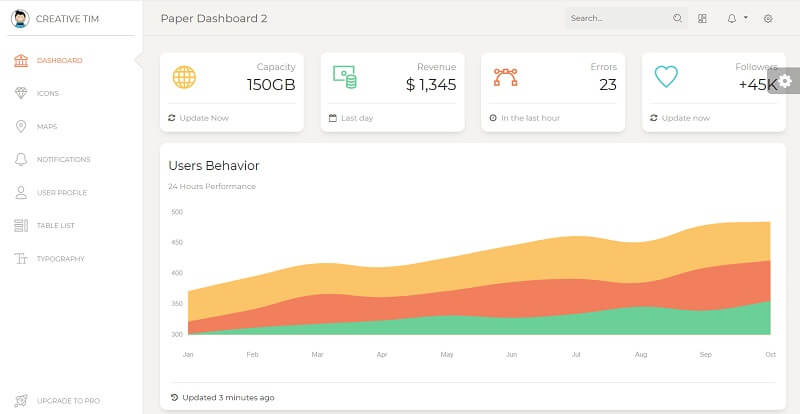 CREATIVE TIM
Paper Dashboard 2
Search...
DASHBOARD
ICONS
MAPS
NOTIFICATIONS
USER PROFILE
TABLE LIST
TYPOGRAPHY
UPGRADE TO PRO
Capacity
150GB
Update Now
Revenue
$ 1,345
Last day
Errors
23
In the last hour
Followers
+45K
Update now
Users Behavior
24 Hours Performance
500
450
400
350
300
Jan Feb Mar Apr May Jun Jul Aug Sep Oct
Updated 3 minutes ago